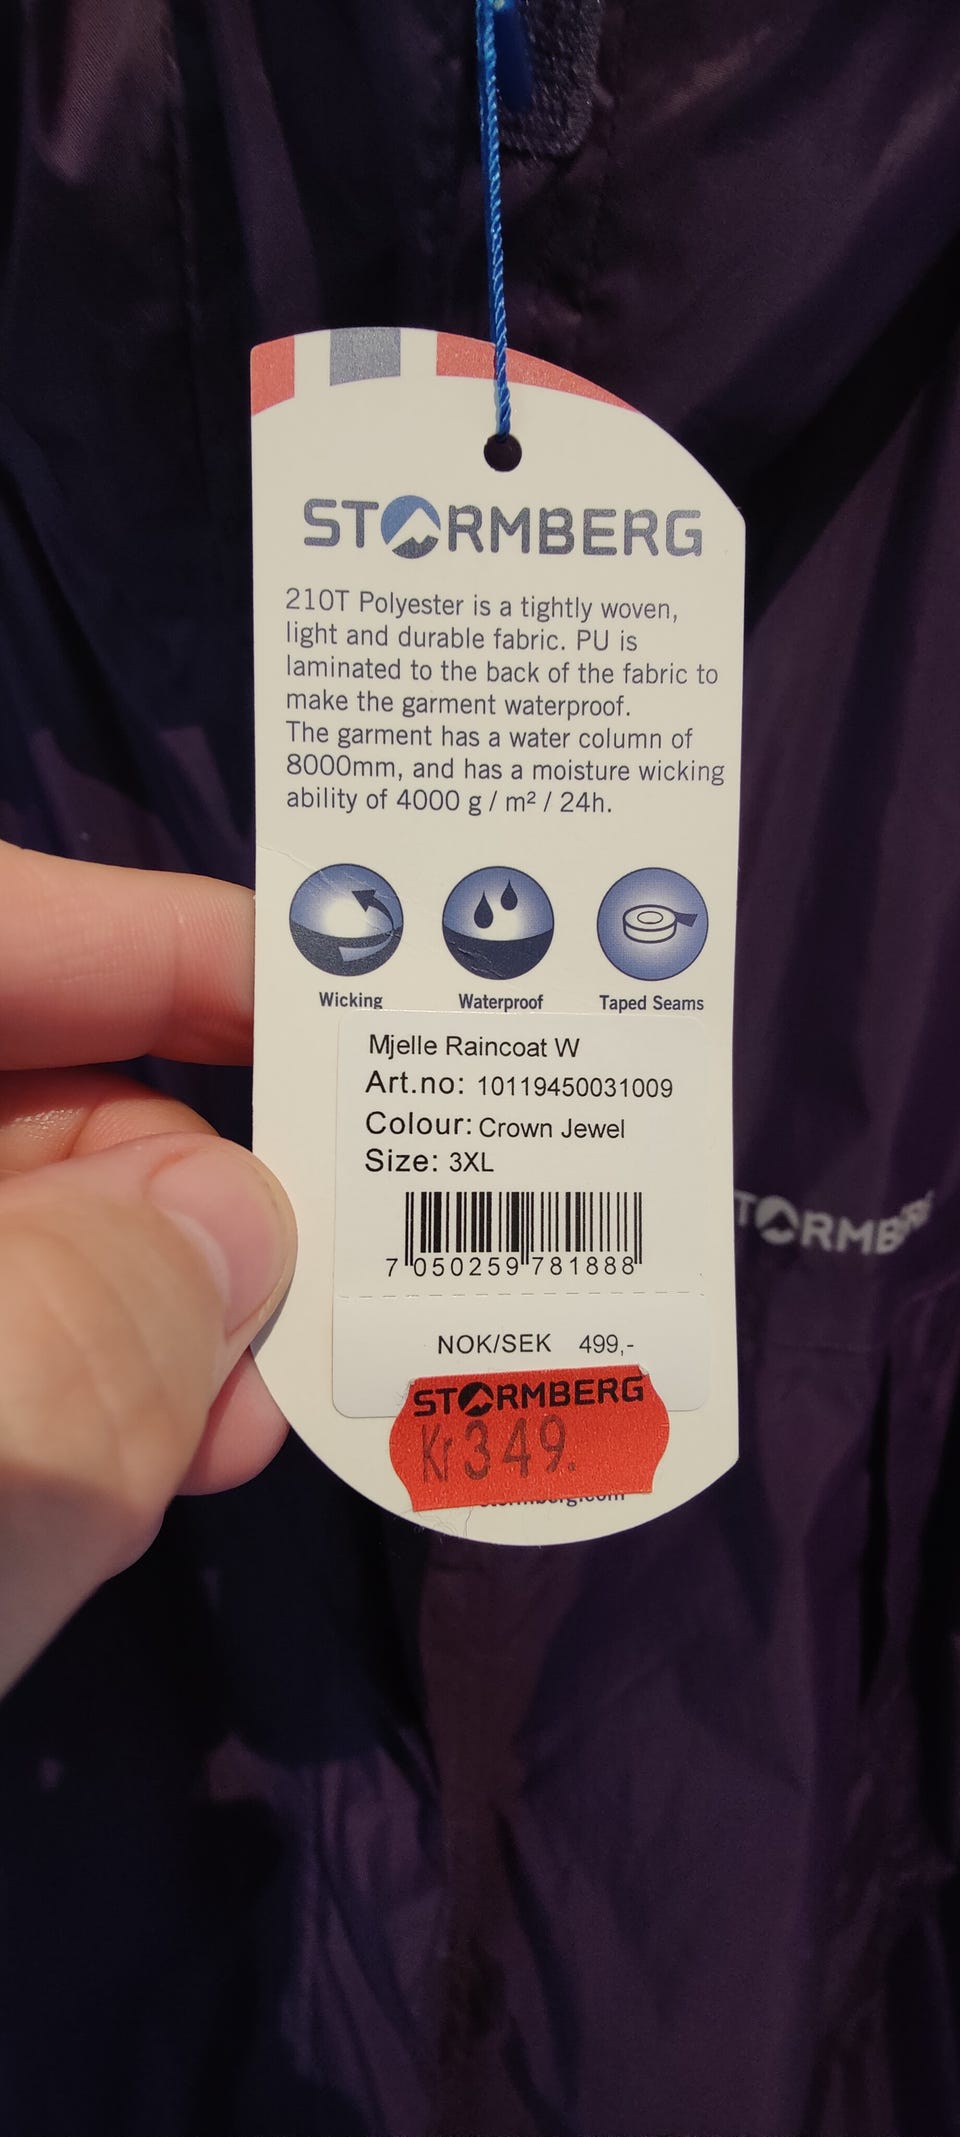 STORMBERG
210T Polyester is a tightly woven,
light and durable fabric. PU is
laminated to the back of the fabric to
make the garment waterproof.
The garment has a water column of
8000mm, and has a moisture wicking
ability of 4000 g / m² / 24h.
Wicking Waterproof Taped Seams
Mjelle Raincoat W
Art.no: 10119450031009
Colour: Crown Jewel
Size: 3XL
7 050259 781888
NOK/SEK 499,-
STORMBERG
Kr 349.
stormberg.com
STORMBERG